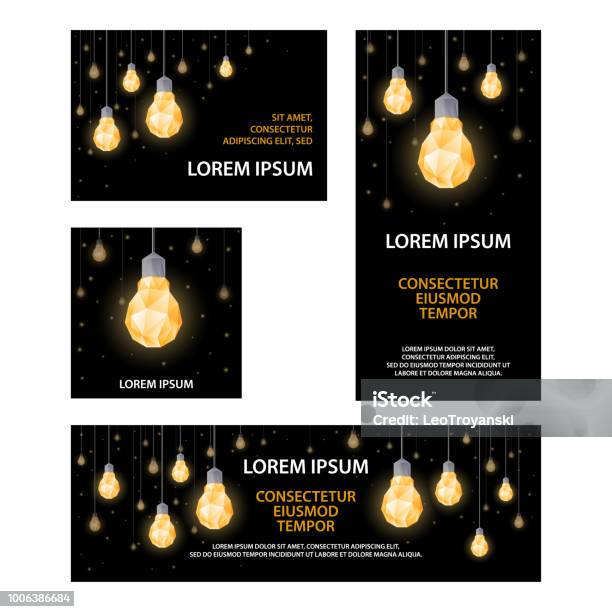 SIT AMET,
CONSECTETUR
ADIPISCING ELIT, SED
LOREM IPSUM
LOREM IPSUM
CONSECTETUR
EIUSMOD
TEMPOR
LOREM IPSUM DOLOR SIT AMET,
CONSECTETUR ADIPISCING ELIT, SED
DO EIUSMOD TEMPOR INCIDIDUNT UT
LABORE ET DOLORE MAGNA ALIQUA.
LOREM IPSUM
iStock
Credit: LeoTroyanski
LOREM IPSUM
CONSECTETUR
EIUSMOD
TEMPOR
LOREM IPSUM DOLOR SIT AMET, CONSECTETUR ADIPISCING ELIT, SED
DO EIUSMOD TEMPOR INCIDIDUNT UT LABORE ET DOLORE MAGNA ALIQUA.
1006386684